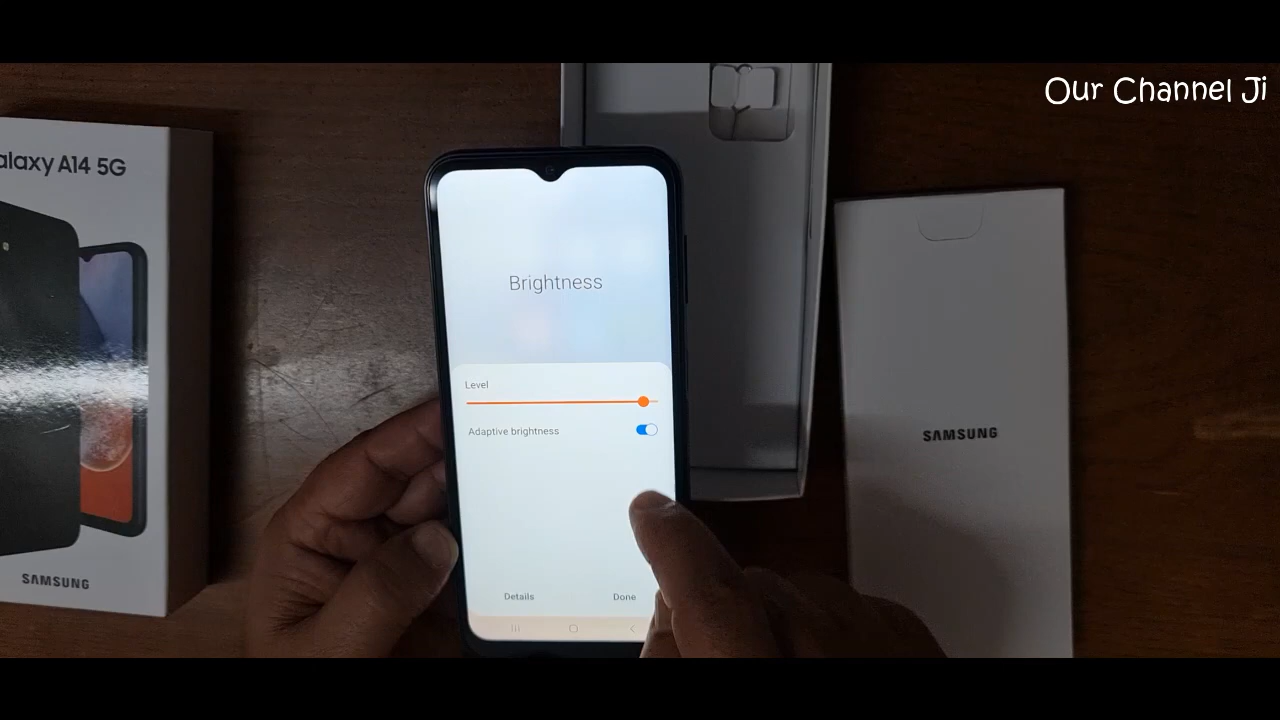 Our Channel Ji
alaxy A14 5G
SAMSUNG
Brightness
Level
Adaptive brightness
Details
Done
SAMSUNG